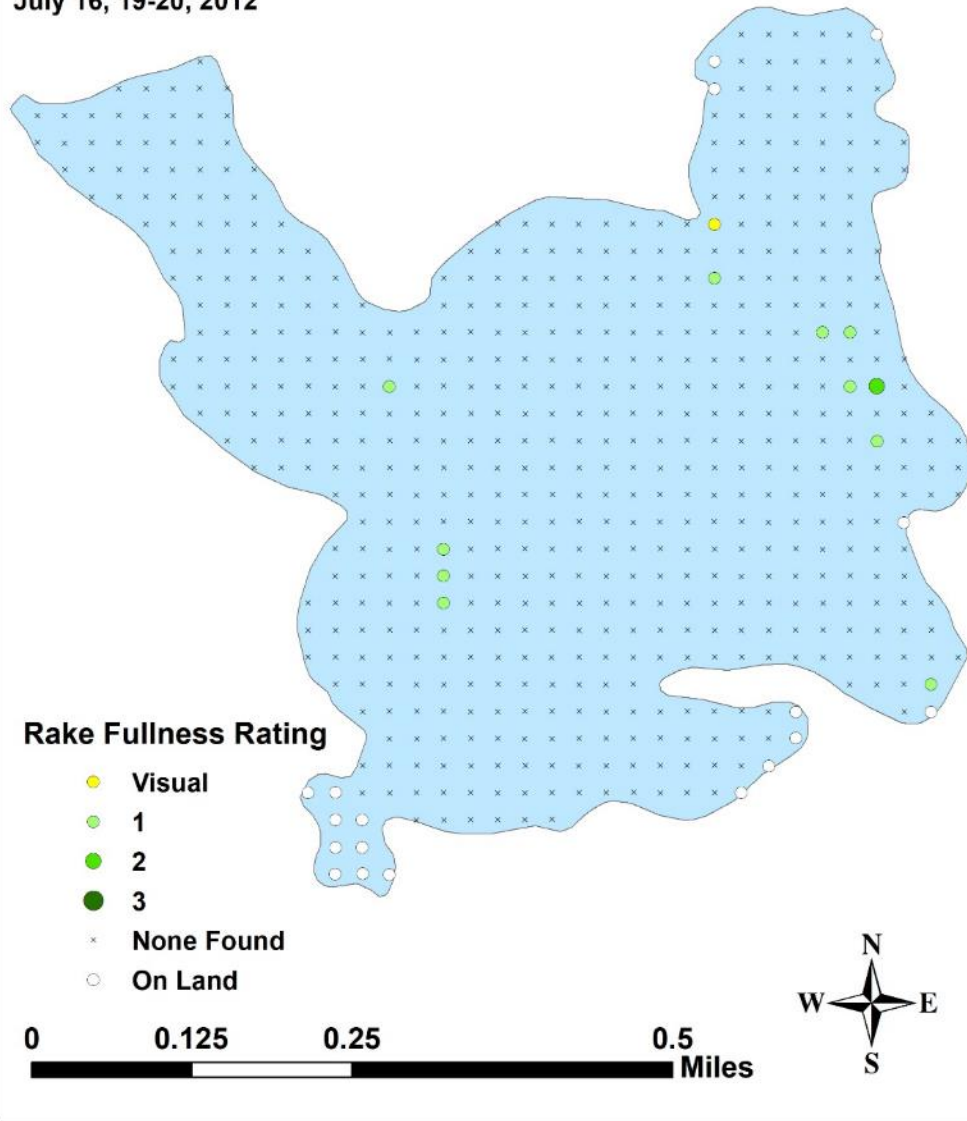 July 16, 19-20, 2012
Rake Fullness Rating
Visual
1
2
3
None Found
On Land
N
W E
S
0 0.125 0.25 0.5
Miles